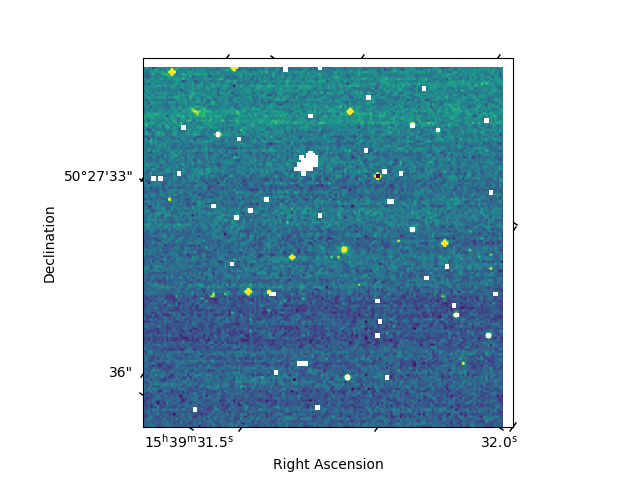 50°27'33"
Declination
36"
15ʰ39ᵐ31.5ˢ
32.0ˢ
Right Ascension